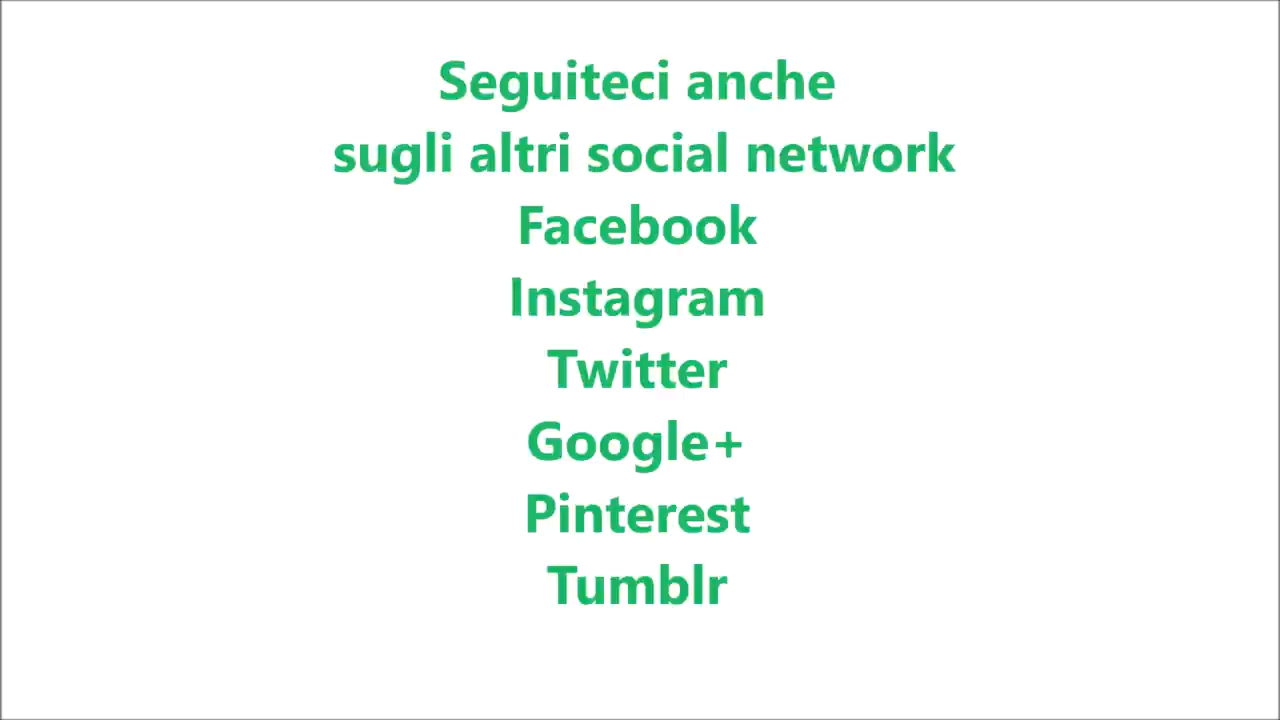 Seguiteci anche
sugli altri social network
Facebook
Instagram
Twitter
Google+
Pinterest
Tumblr